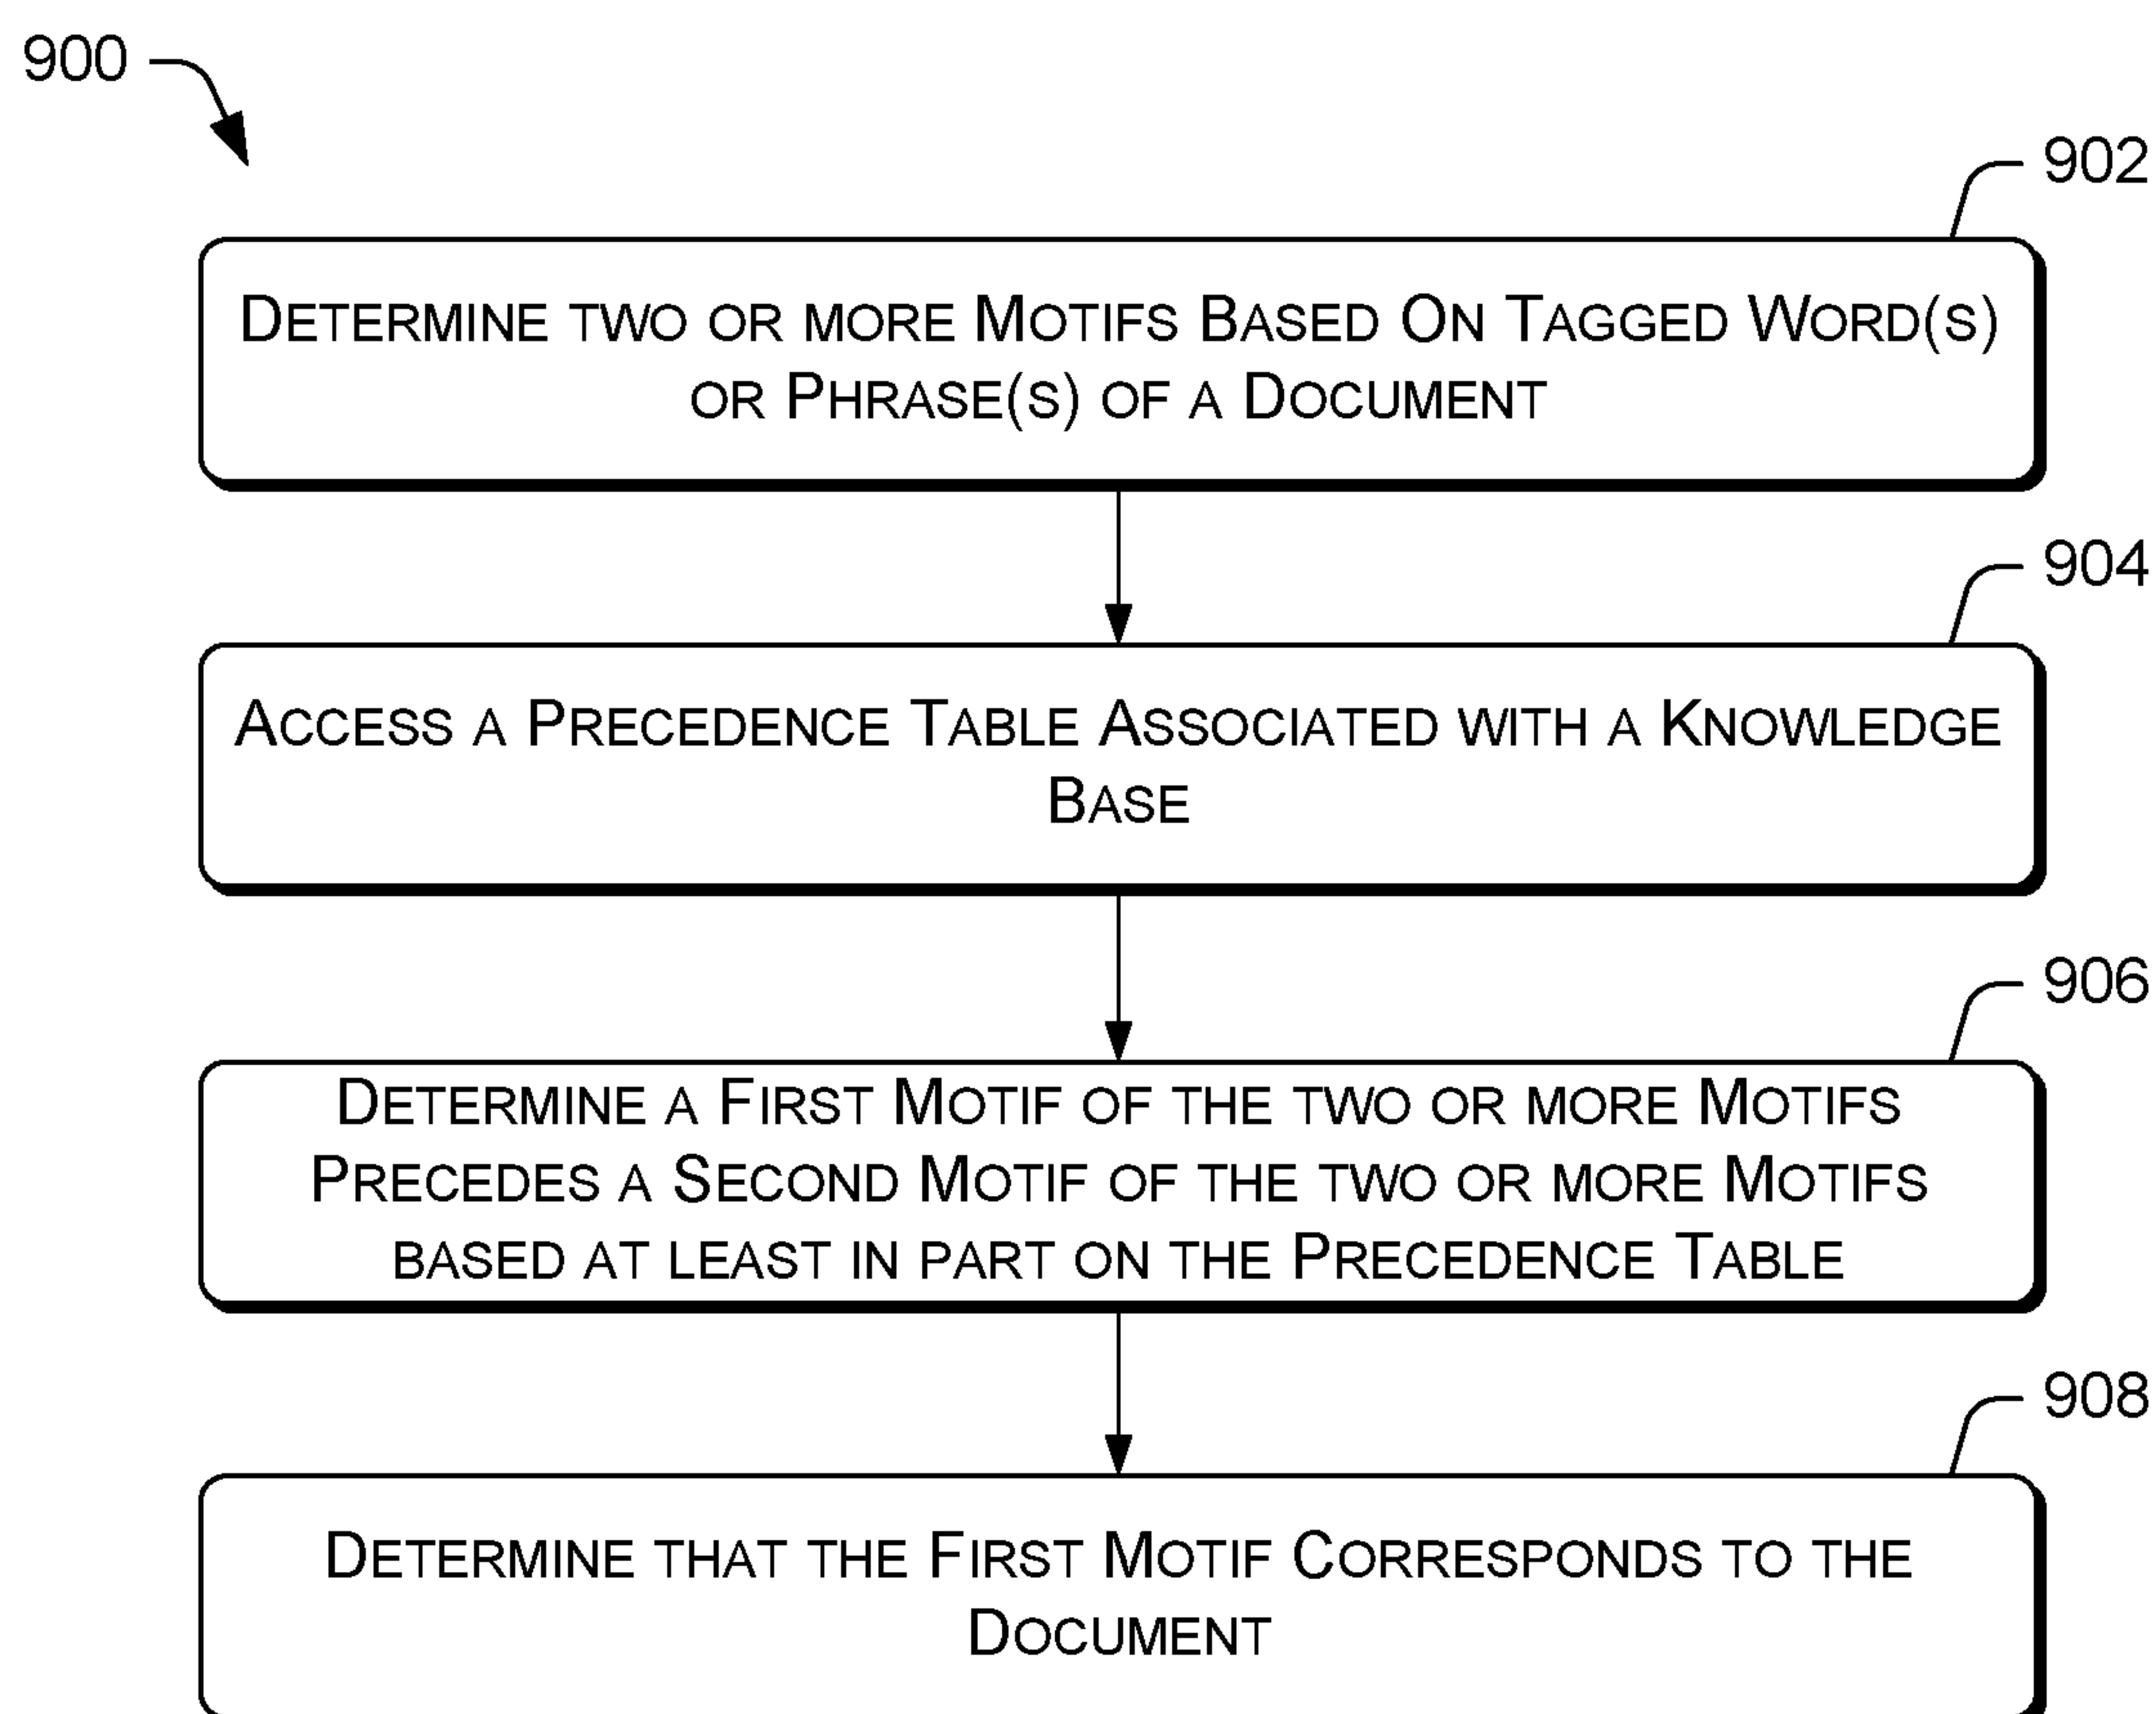 900
902
DETERMINE TWO OR MORE MOTIFS BASED ON TAGGED WORD(S)
OR PHRASE(S) OF A DOCUMENT
904
ACCESS A PRECEDENCE TABLE ASSOCIATED WITH A KNOWLEDGE
BASE
906
DETERMINE A FIRST MOTIF OF THE TWO OR MORE MOTIFS
PRECEDES A SECOND MOTIF OF THE TWO OR MORE MOTIFS
BASED AT LEAST IN PART ON THE PRECEDENCE TABLE
908
DETERMINE THAT THE FIRST MOTIF CORRESPONDS TO THE
DOCUMENT